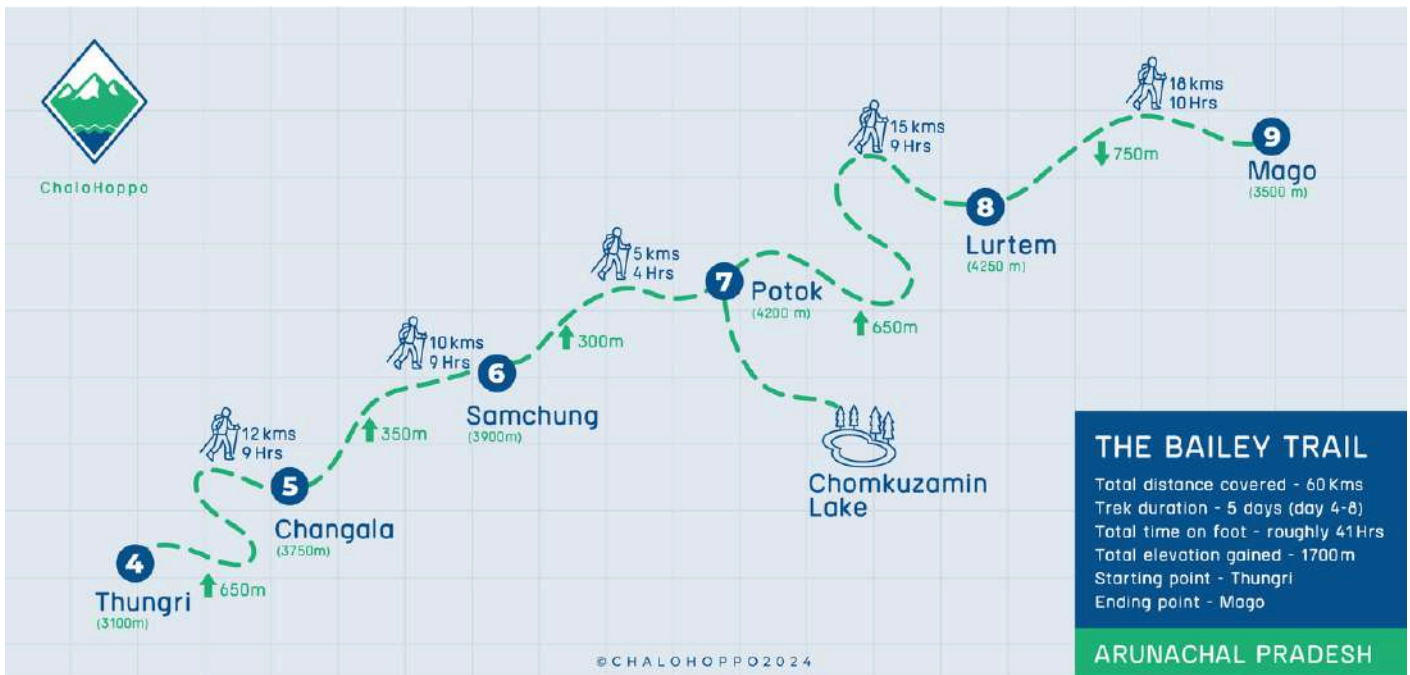 ChaloHoppo
4
Thungri
(3100m)
650m
12 kms
9 Hrs
5
Changala
(3750m)
350m
10 kms
9 Hrs
6
Samchung
(3900m)
300m
5 kms
4 Hrs
7
Potok
(4200 m)
Chomkuzamin
Lake
650m
15 kms
9 Hrs
8
Lurtem
(4250 m)
750m
18 kms
10 Hrs
9
Mago
(3500 m)
THE BAILEY TRAIL
Total distance covered - 60 Kms
Trek duration - 5 days (day 4-8)
Total time on foot - roughly 41 Hrs
Total elevation gained - 1700m
Starting point - Thungri
Ending point - Mago
ARUNACHAL PRADESH
©CHALOHOPPO2024